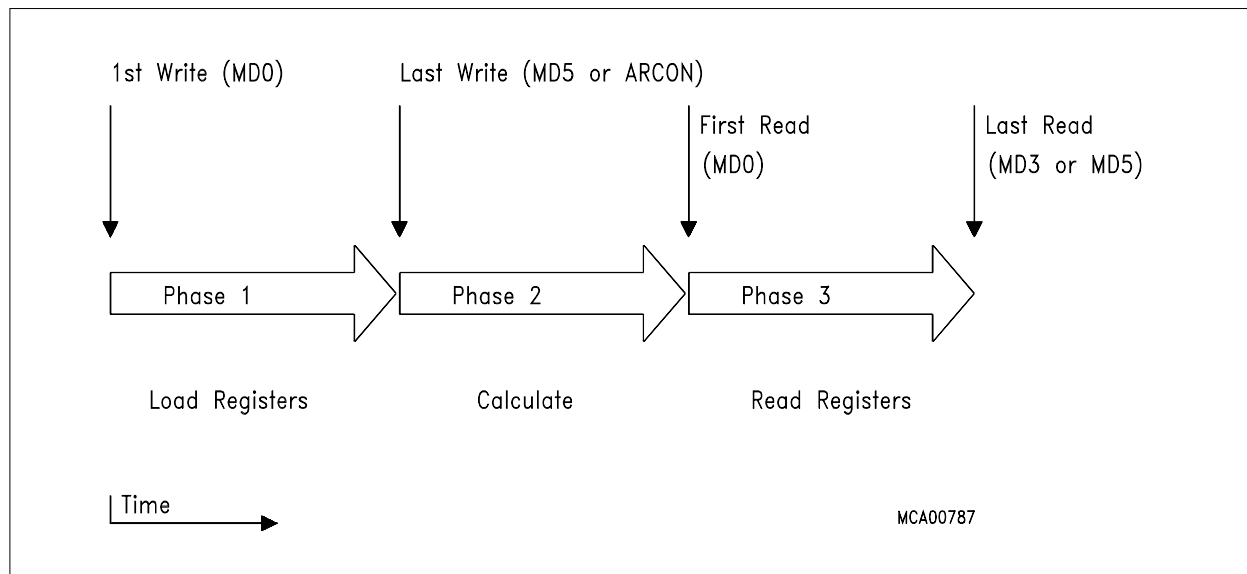 1st Write (MD0)
Last Write (MD5 or ARCON)
First Read
(MD0)
Last Read
(MD3 or MD5)
Phase 1
Phase 2
Phase 3
Load Registers
Calculate
Read Registers
Time
MCA00787